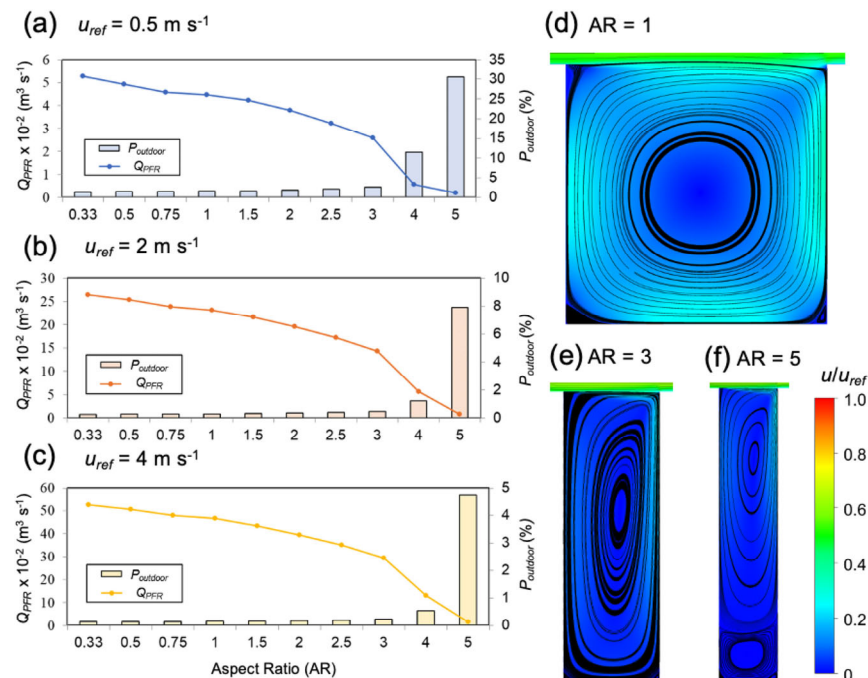 (a) u_ref = 0.5 m s⁻¹
Q_PFR x 10⁻² (m³ s⁻¹)
6
5
4
3
2
1
0
P_outdoor
Q_PFR
35
30
25
20
15
10
5
0
P_outdoor (%)
0.33 0.5 0.75 1 1.5 2 2.5 3 4 5
(b) u_ref = 2 m s⁻¹
Q_PFR x 10⁻² (m³ s⁻¹)
30
25
20
15
10
5
0
P_outdoor
Q_PFR
10
8
6
4
2
0
P_outdoor (%)
0.33 0.5 0.75 1 1.5 2 2.5 3 4 5
(c) u_ref = 4 m s⁻¹
Q_PFR x 10⁻² (m³ s⁻¹)
60
50
40
30
20
10
0
P_outdoor
Q_PFR
5
4
3
2
1
0
P_outdoor (%)
0.33 0.5 0.75 1 1.5 2 2.5 3 4 5
Aspect Ratio (AR)
(d) AR = 1
(e) AR = 3
(f) AR = 5
u/u_ref
1.0
0.8
0.6
0.4
0.2
0